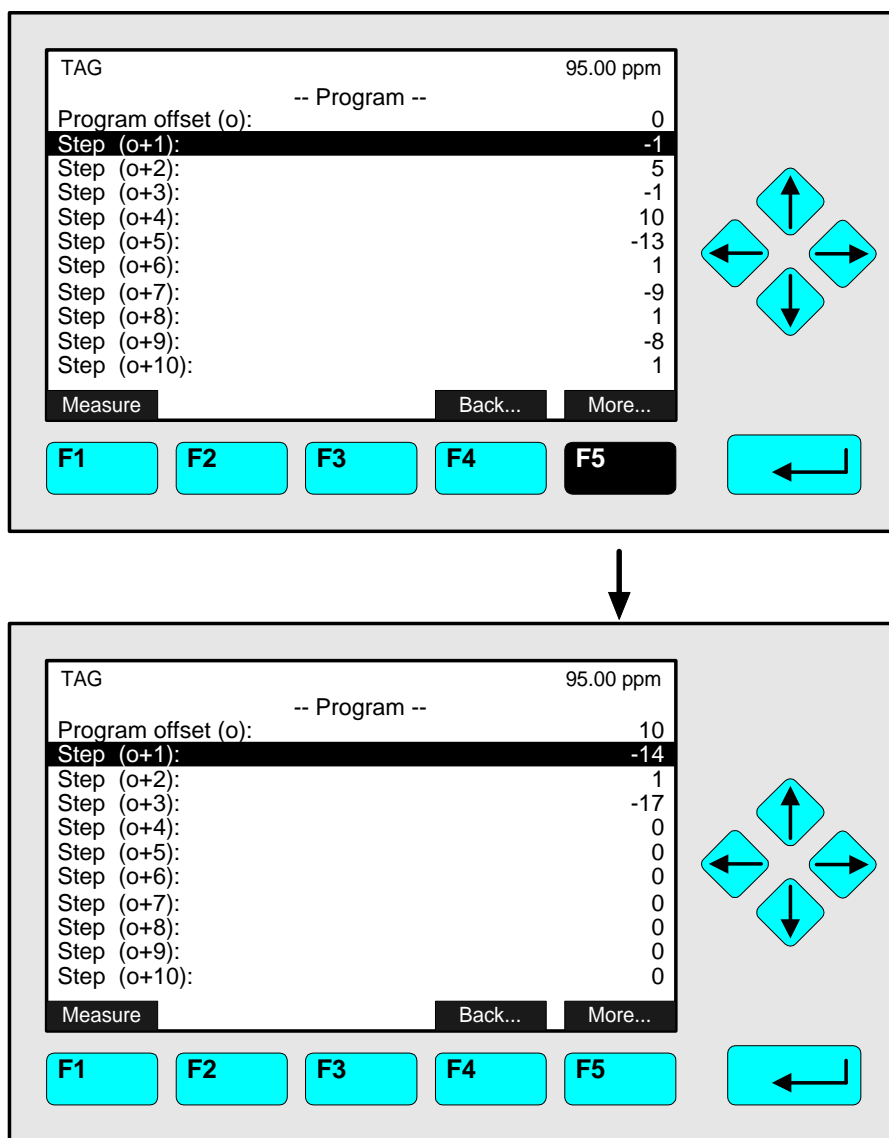 TAG 95.00 ppm
-- Program --
Program offset (o): 0
Step (o+1): -1
Step (o+2): 5
Step (o+3): -1
Step (o+4): 10
Step (o+5): -13
Step (o+6): 1
Step (o+7): -9
Step (o+8): 1
Step (o+9): -8
Step (o+10): 1
Measure Back... More...
F1 F2 F3 F4 F5
TAG 95.00 ppm
-- Program --
Program offset (o): 10
Step (o+1): -14
Step (o+2): 1
Step (o+3): -17
Step (o+4): 0
Step (o+5): 0
Step (o+6): 0
Step (o+7): 0
Step (o+8): 0
Step (o+9): 0
Step (o+10): 0
Measure Back... More...
F1 F2 F3 F4 F5